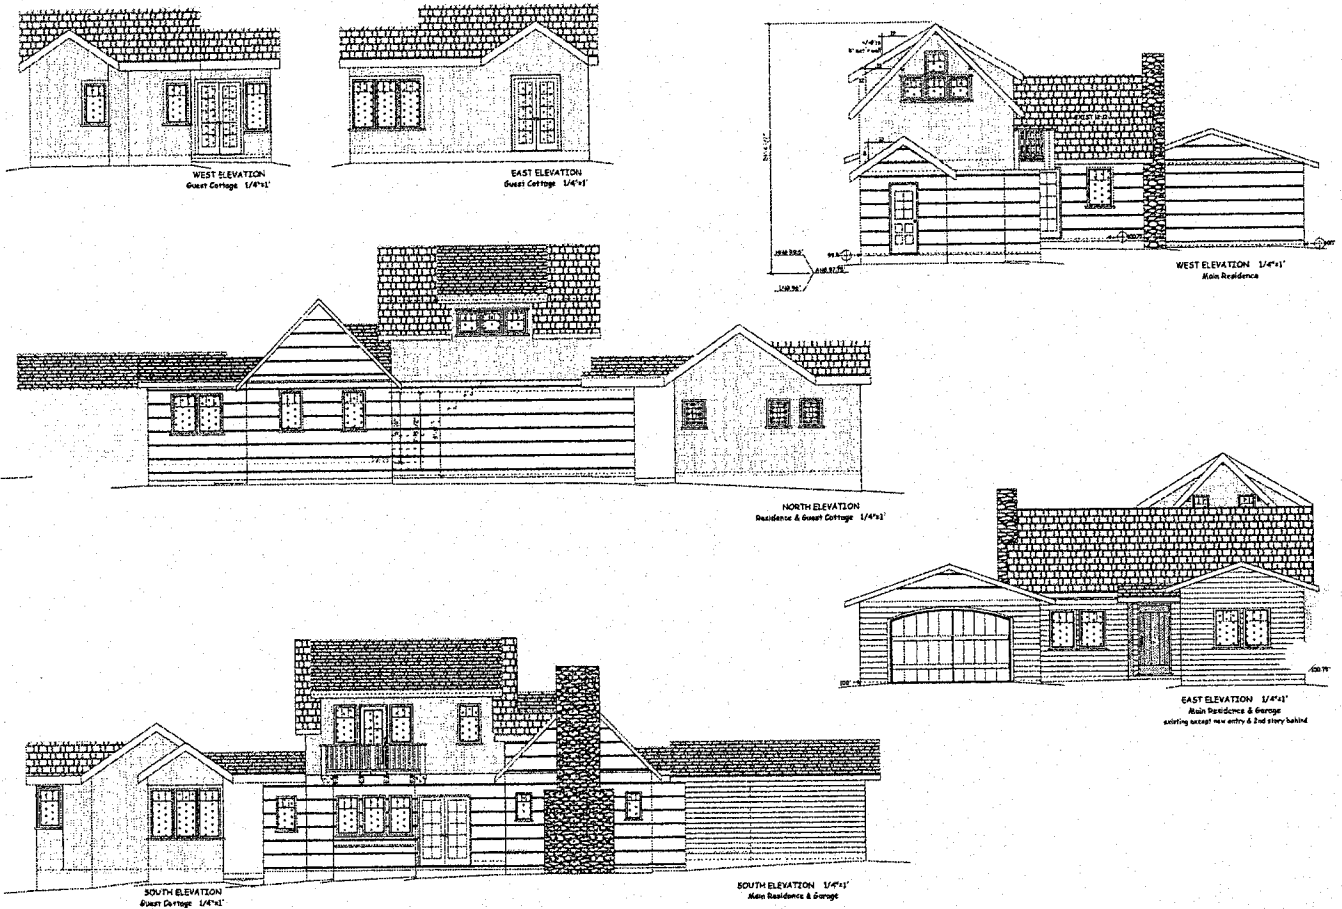 WEST ELEVATION
Guest Cottage 1/4"=1'
EAST ELEVATION
Guest Cottage 1/4"=1'
WEST ELEVATION 1/4"=1'
Main Residence
NORTH ELEVATION
Residence & Guest Cottage 1/4"=1'
EAST ELEVATION 1/4"=1'
Main Residence & Garage
existing except new entry & 2nd story behind
SOUTH ELEVATION
Guest Cottage 1/4"=1'
SOUTH ELEVATION 1/4"=1'
Main Residence & Garage